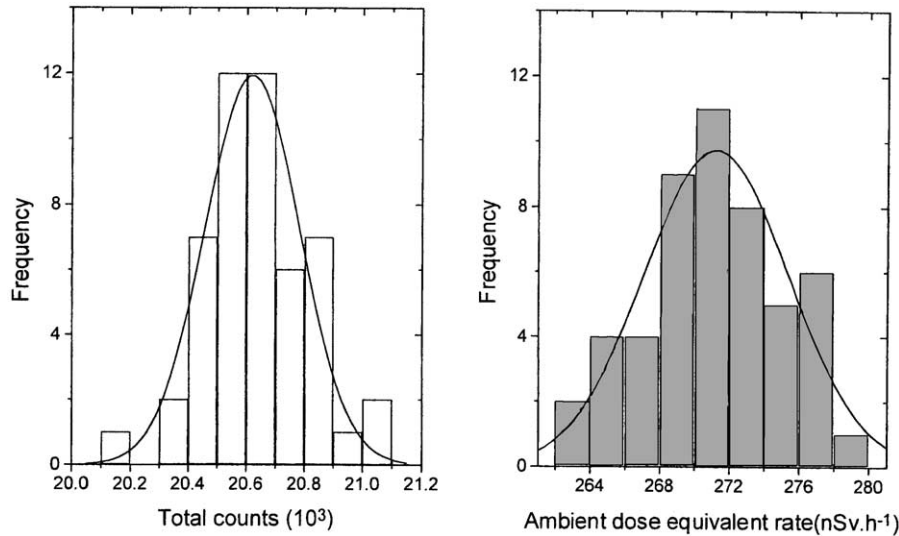 Frequency
12
8
4
0
20.0 20.2 20.4 20.6 20.8 21.0 21.2
Total counts (10³)
Frequency
12
8
4
0
264 268 272 276 280
Ambient dose equivalent rate(nSv.h⁻¹)